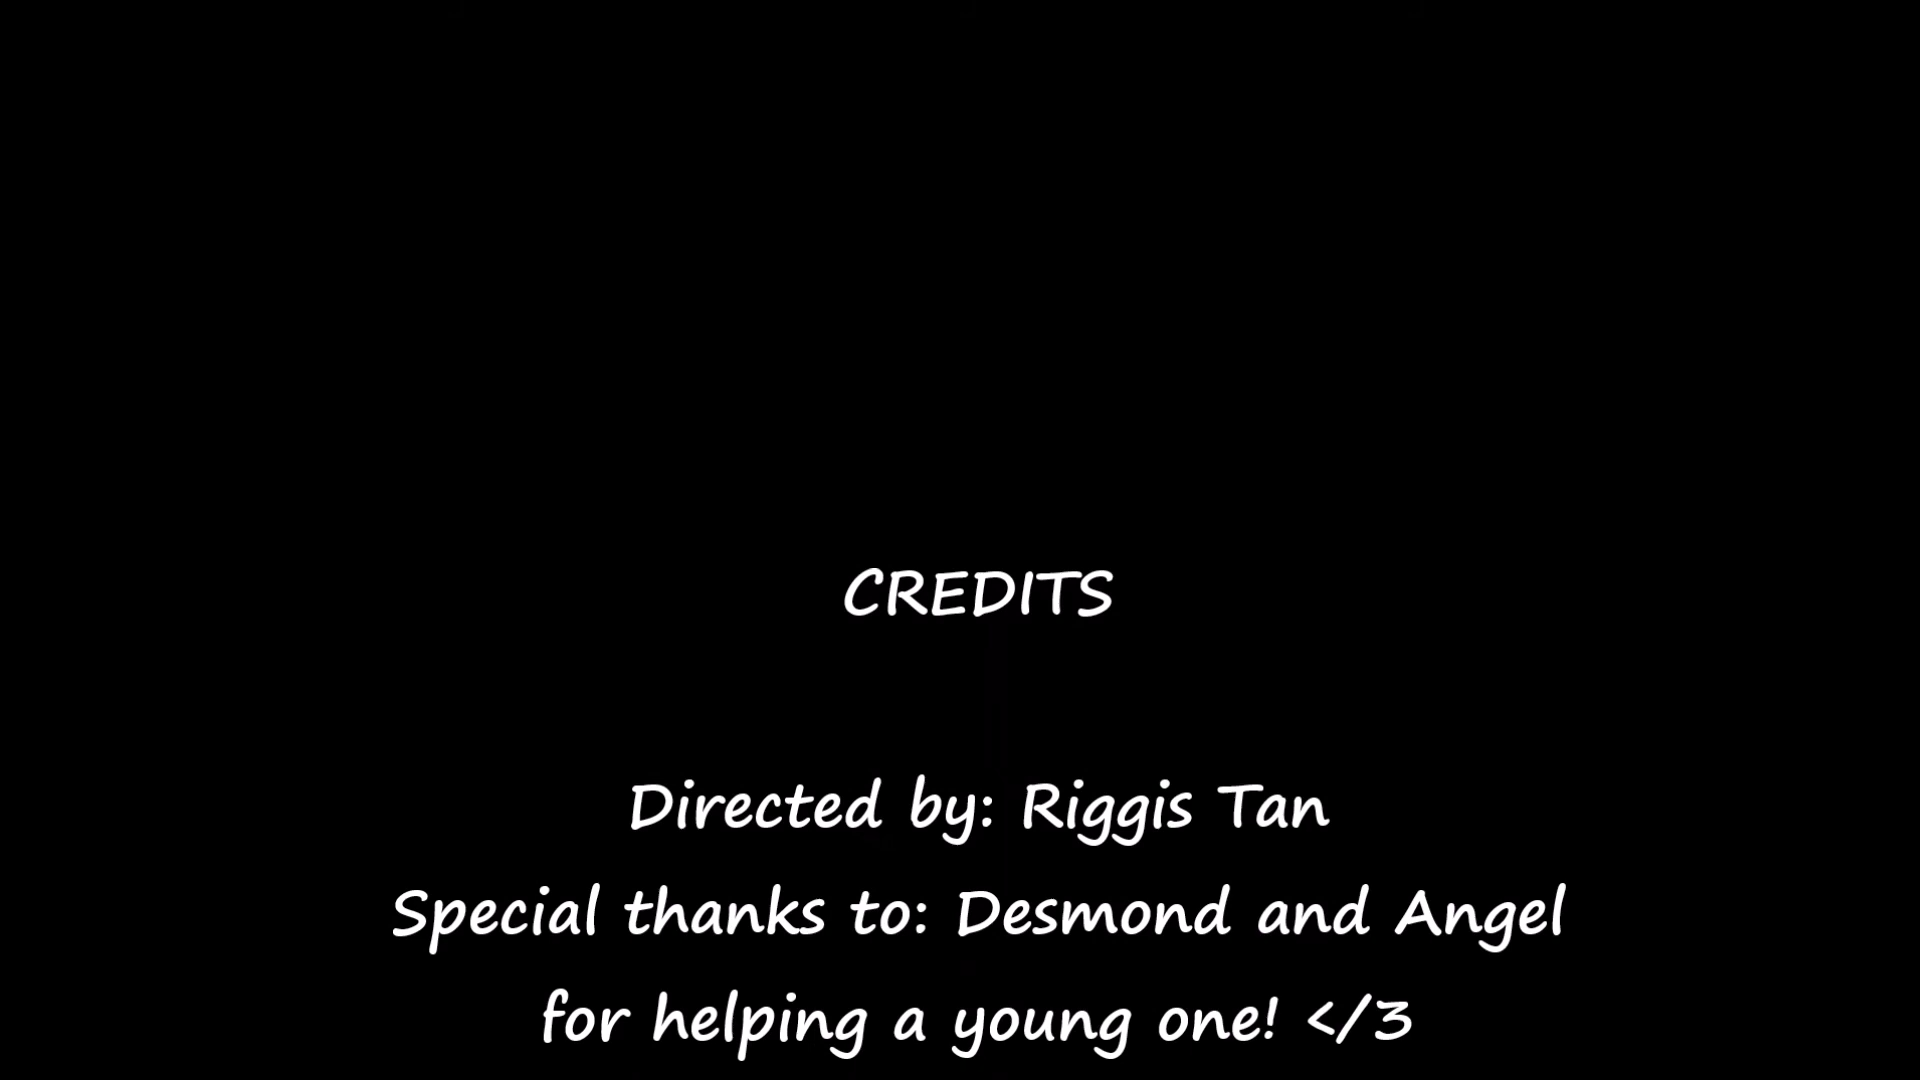 CREDITS
Directed by: Riggis Tan
Special thanks to: Desmond and Angel
for helping a young one! </3